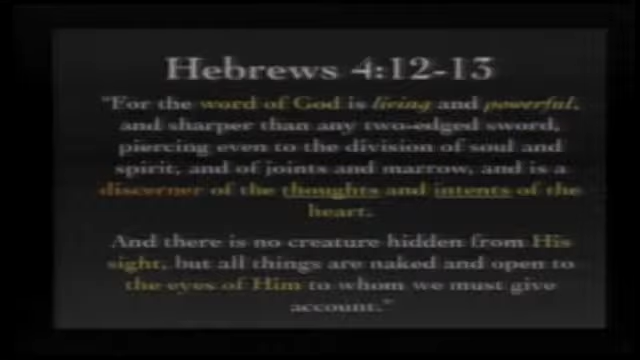 Hebrews 4:12-13
"For the word of God is living and powerful,
and sharper than any two-edged sword,
piercing even to the division of soul and
spirit, and of joints and marrow, and is a
discerner of the thoughts and intents of the
heart.
And there is no creature hidden from His
sight, but all things are naked and open to
the eyes of Him to whom we must give
account."